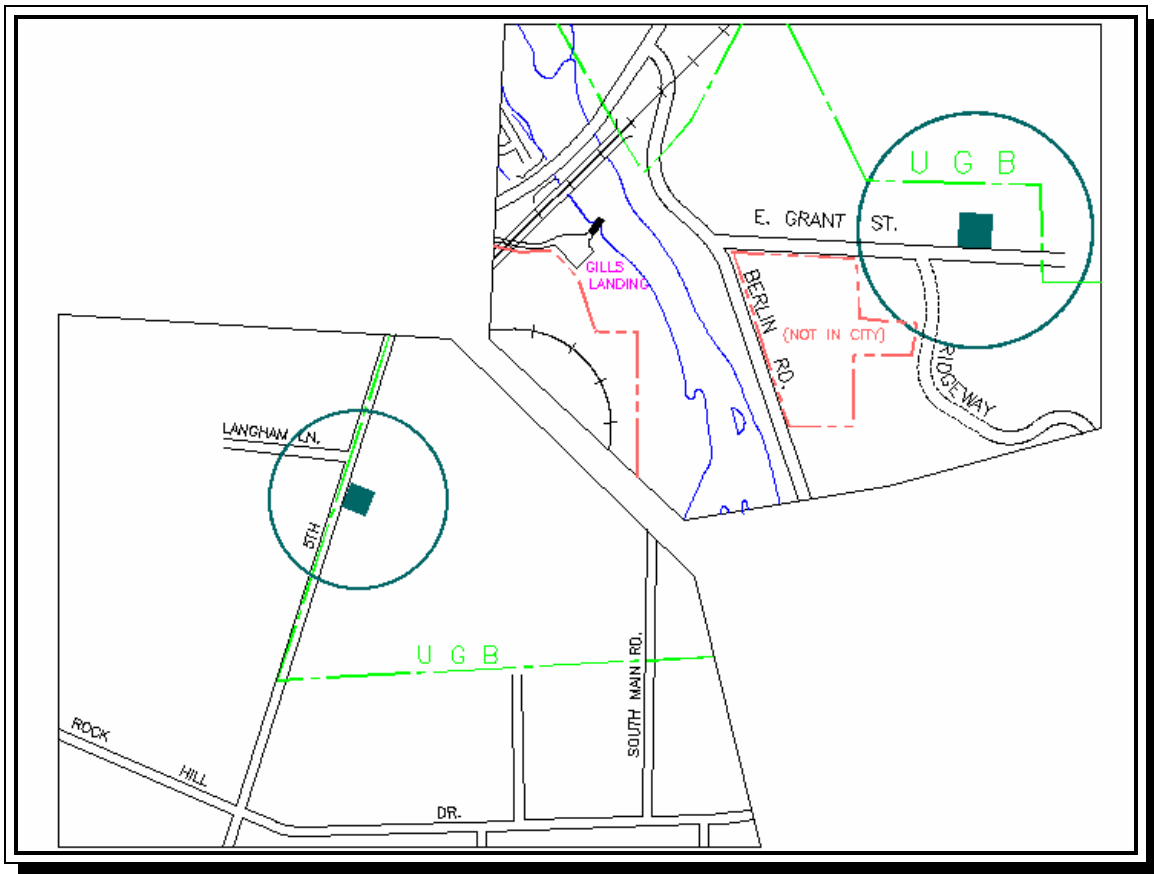 U G B
E. GRANT ST.
GILLS
LANDING
BERLIN RD.
(NOT IN CITY)
RIDGEWAY
LANGHAM LN.
5TH
U G B
SOUTH MAIN RD.
ROCK HILL DR.